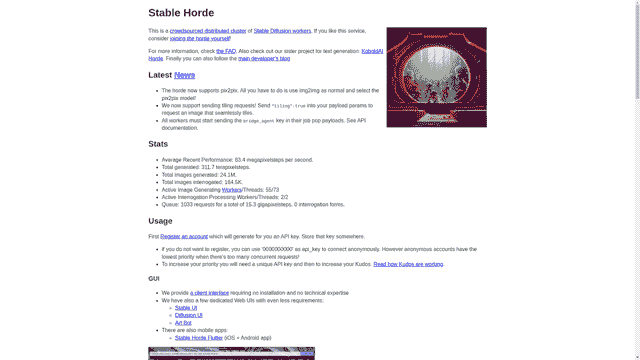 Stable Horde
This is a crowdsourced distributed cluster of Stable Diffusion workers. If you like this service,
consider joining the horde yourself!
For more information, check the FAQ. Also check out our sister project for text generation: KoboldAI
Horde. Finally you can also follow the main developer's blog
Latest News
The horde now supports pix2pix. All you have to do is use img2img as normal and select the
pix2pix model!
We now support sending tiling requests! Send "tiling":true into your payload params to
request an image that seamlessly tiles.
All workers must start sending the bridge_agent key in their job pop payloads. See API
documentation.
Stats
Average Recent Performance: 83.4 megapixelsteps per second.
Total generated: 311.7 terapixelsteps.
Total images generated: 24.1M.
Total images interrogated: 164.5K.
Active Image Generating Workers/Threads: 55/73
Active Interrogation Processing Workers/Threads: 2/2
Queue: 1033 requests for a total of 15.3 gigapixelsteps. 0 interrogation forms.
Usage
First Register an account which will generate for you an API key. Store that key somewhere.
If you do not want to register, you can use '0000000000' as api_key to connect anonymously. However anonymous accounts have the
lowest priority when there's too many concurrent requests!
To increase your priority you will need a unique API key and then to increase your Kudos. Read how Kudos are working.
GUI
We provide a client interface requiring no installation and no technical expertise
We have also a few dedicated Web UIs with even less requirements:
Stable UI
Diffusion UI
Art Bot
There are also mobile apps:
Stable Horde Flutter (iOS + Android app)